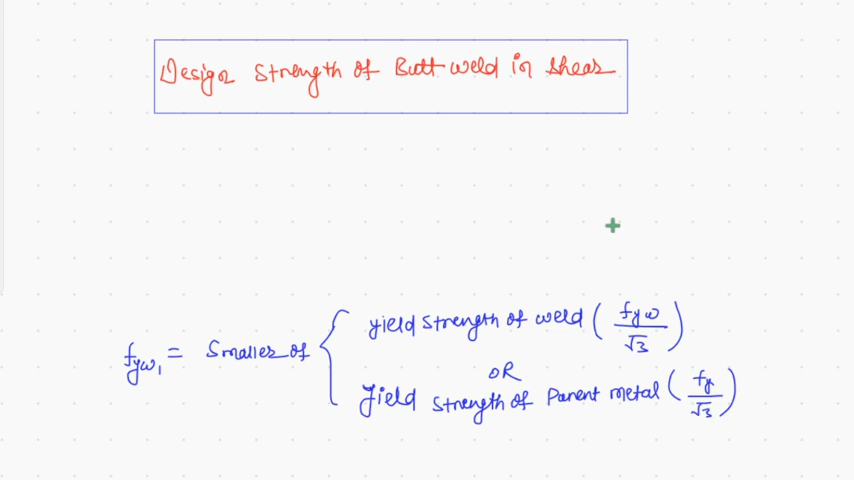 Design Strength of Butt weld in shear
fyw₁ = Smaller of { yield strength of weld (fyw/√3)
OR
yield strength of Parent metal (fy/√3)